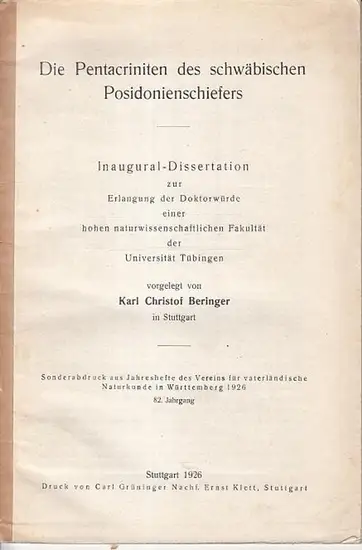 Die Pentacriniten des schwäbischen
Posidonienschiefers
Inaugural-Dissertation
zur
Erlangung der Doktorwürde
einer
hohen naturwissenschaftlichen Fakultät
der
Universität Tübingen
vorgelegt von
Karl Christof Beringer
in Stuttgart
Sonderabdruck aus Jahreshefte des Vereins für vaterländische
Naturkunde in Württemberg 1926
82. Jahrgang
Stuttgart 1926
Druck von Carl Grüninger Nachf. Ernst Klett, Stuttgart